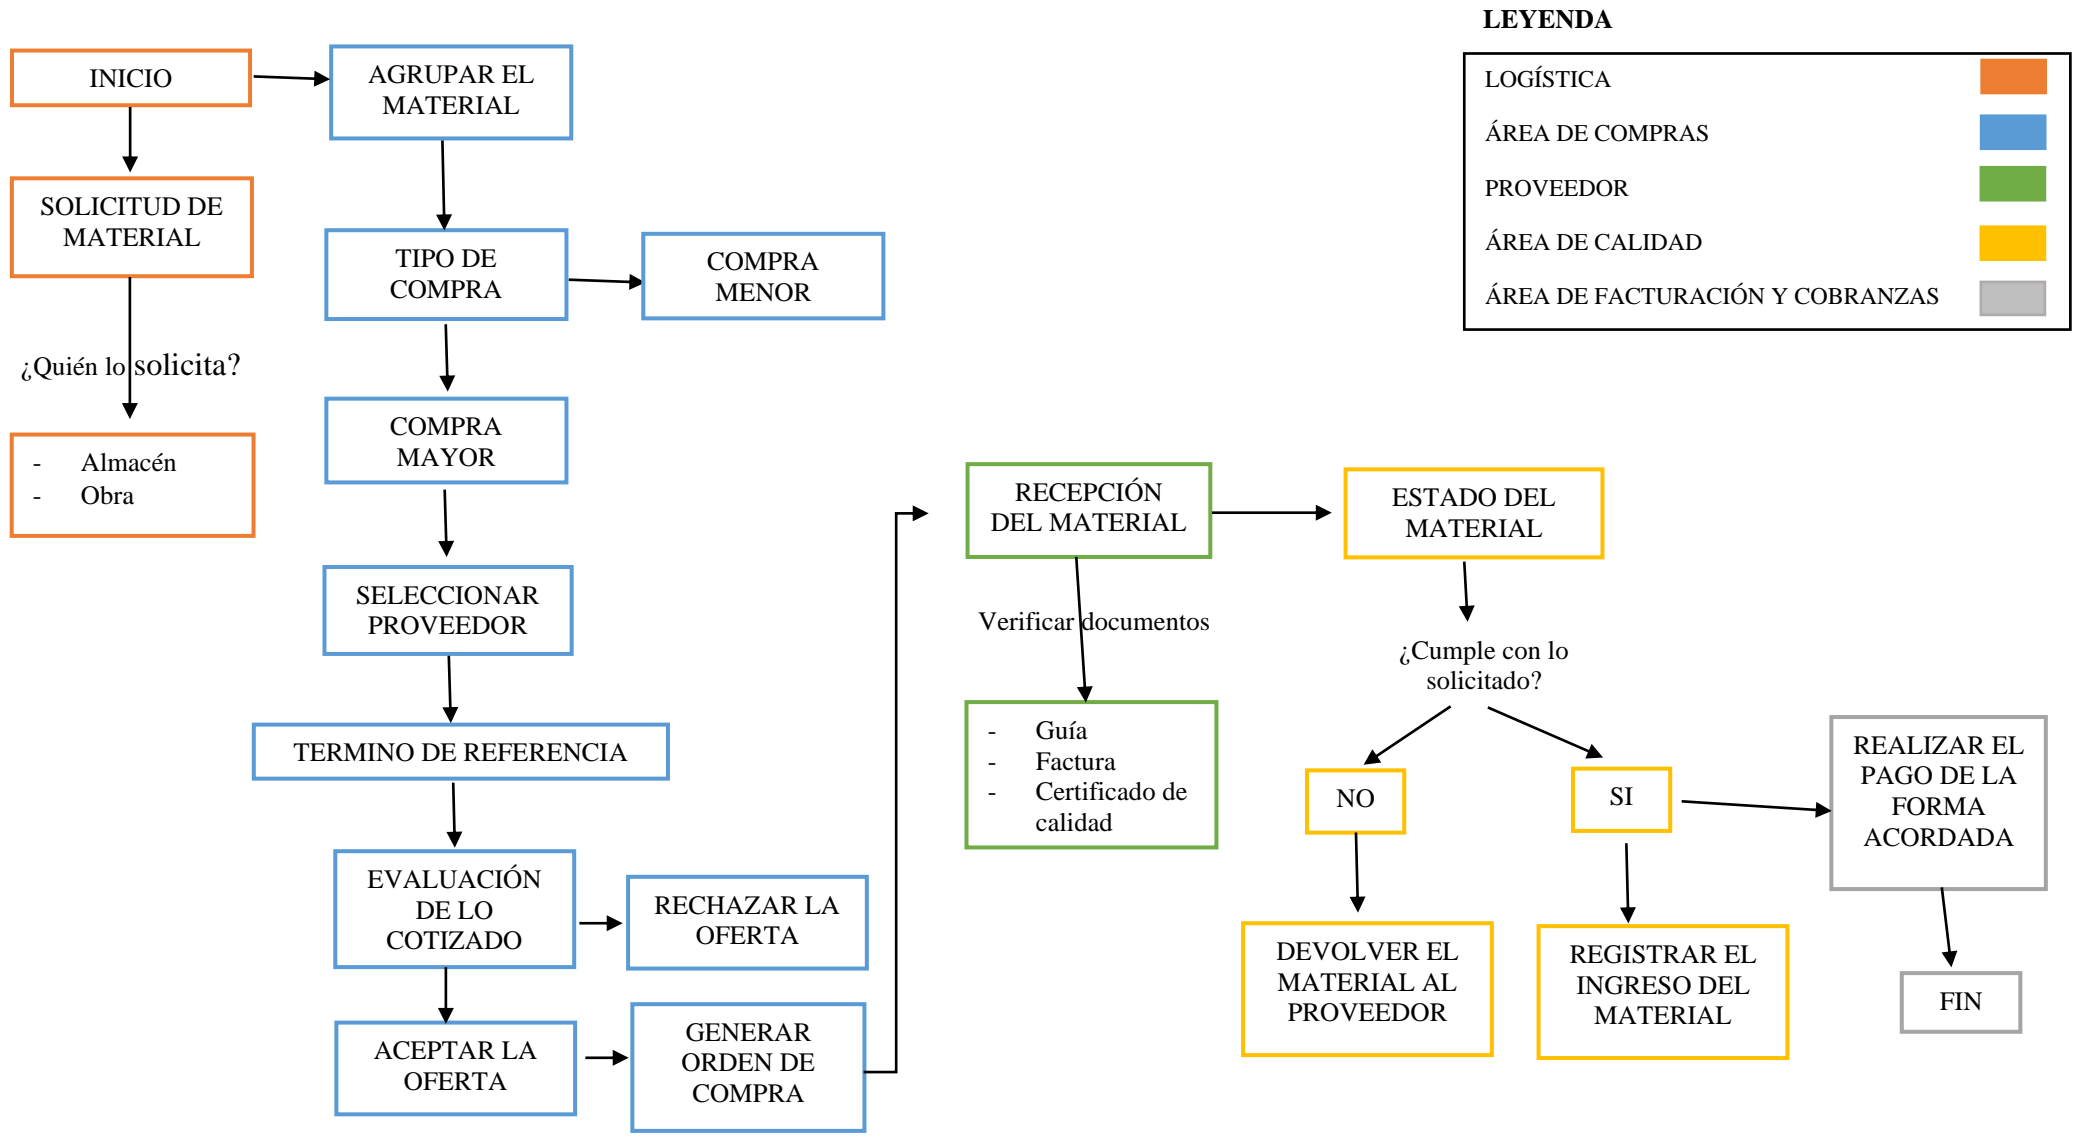 LEYENDA
LOGÍSTICA
ÁREA DE COMPRAS
PROVEEDOR
ÁREA DE CALIDAD
ÁREA DE FACTURACIÓN Y COBRANZAS
INICIO
SOLICITUD DE
MATERIAL
¿Quién lo solicita?
- Almacén
- Obra
AGRUPAR EL
MATERIAL
TIPO DE
COMPRA
COMPRA
MENOR
COMPRA
MAYOR
SELECCIONAR
PROVEEDOR
TERMINO DE REFERENCIA
EVALUACIÓN
DE LO
COTIZADO
RECHAZAR LA
OFERTA
ACEPTAR LA
OFERTA
GENERAR
ORDEN DE
COMPRA
RECEPCIÓN
DEL MATERIAL
Verificar documentos
- Guía
- Factura
- Certificado de
calidad
ESTADO DEL
MATERIAL
¿Cumple con lo
solicitado?
NO
SI
DEVOLVER EL
MATERIAL AL
PROVEEDOR
REGISTRAR EL
INGRESO DEL
MATERIAL
REALIZAR EL
PAGO DE LA
FORMA
ACORDADA
FIN